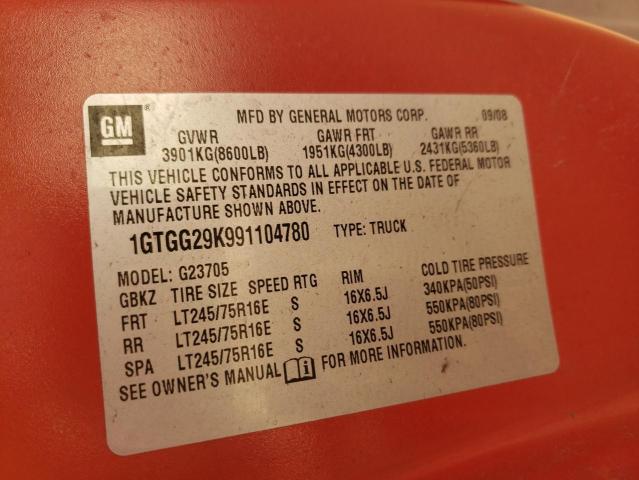 GM ® MFD BY GENERAL MOTORS CORP. 09/08
GVWR GAWR FRT GAWR RR
3901KG(8600LB) 1951KG(4300LB) 2431KG(5360LB)
THIS VEHICLE CONFORMS TO ALL APPLICABLE U.S. FEDERAL MOTOR
VEHICLE SAFETY STANDARDS IN EFFECT ON THE DATE OF
MANUFACTURE SHOWN ABOVE.
1GTGG29K991104780 TYPE: TRUCK
MODEL: G23705
GBKZ TIRE SIZE SPEED RTG RIM COLD TIRE PRESSURE
FRT LT245/75R16E S 16X6.5J 340KPA(50PSI)
RR LT245/75R16E S 16X6.5J 550KPA(80PSI)
SPA LT245/75R16E S 16X6.5J 550KPA(80PSI)
SEE OWNER'S MANUAL i FOR MORE INFORMATION.